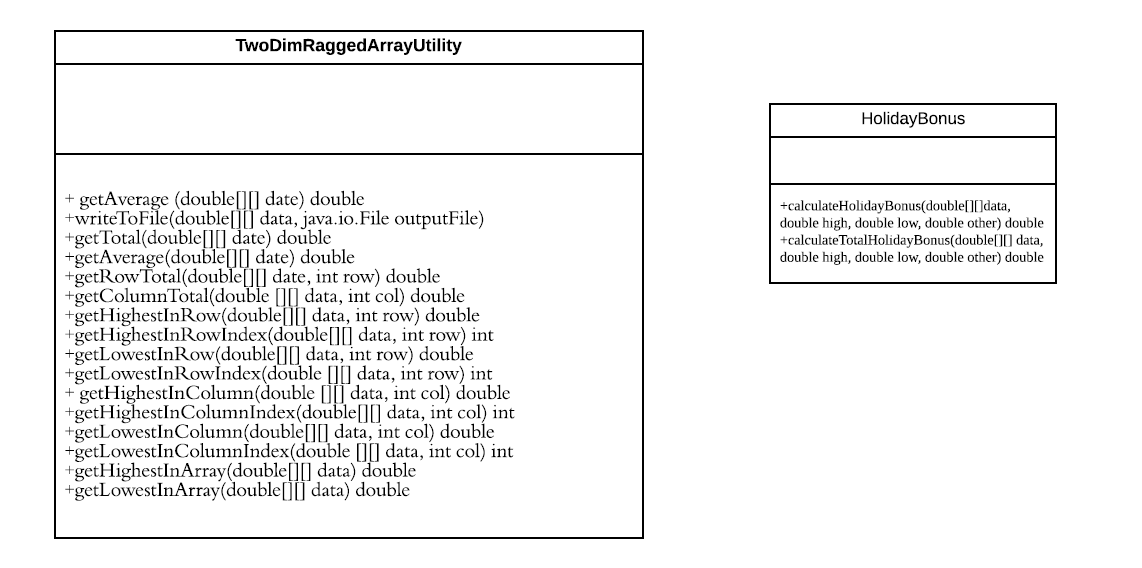 TwoDimRaggedArrayUtility
+ getAverage (double[][] date) double
+writeToFile(double[][] data, java.io.File outputFile)
+getTotal(double[][] date) double
+getAverage(double[][] date) double
+getRowTotal(double[][] date, int row) double
+getColumnTotal(double [][] data, int col) double
+getHighestInRow(double[][] data, int row) double
+getHighestInRowIndex(double[][] data, int row) int
+getLowestInRow(double[][] data, int row) double
+getLowestInRowIndex(double [][] data, int row) int
+ getHighestInColumn(double [][] data, int col) double
+getHighestInColumnIndex(double[][] data, int col) int
+getLowestInColumn(double[][] data, int col) double
+getLowestInColumnIndex(double [][] data, int col) int
+getHighestInArray(double[][] data) double
+getLowestInArray(double[][] data) double
HolidayBonus
+calculateHolidayBonus(double[][]data,
double high, double low, double other) double
+calculateTotalHolidayBonus(double[][] data,
double high, double low, double other) double